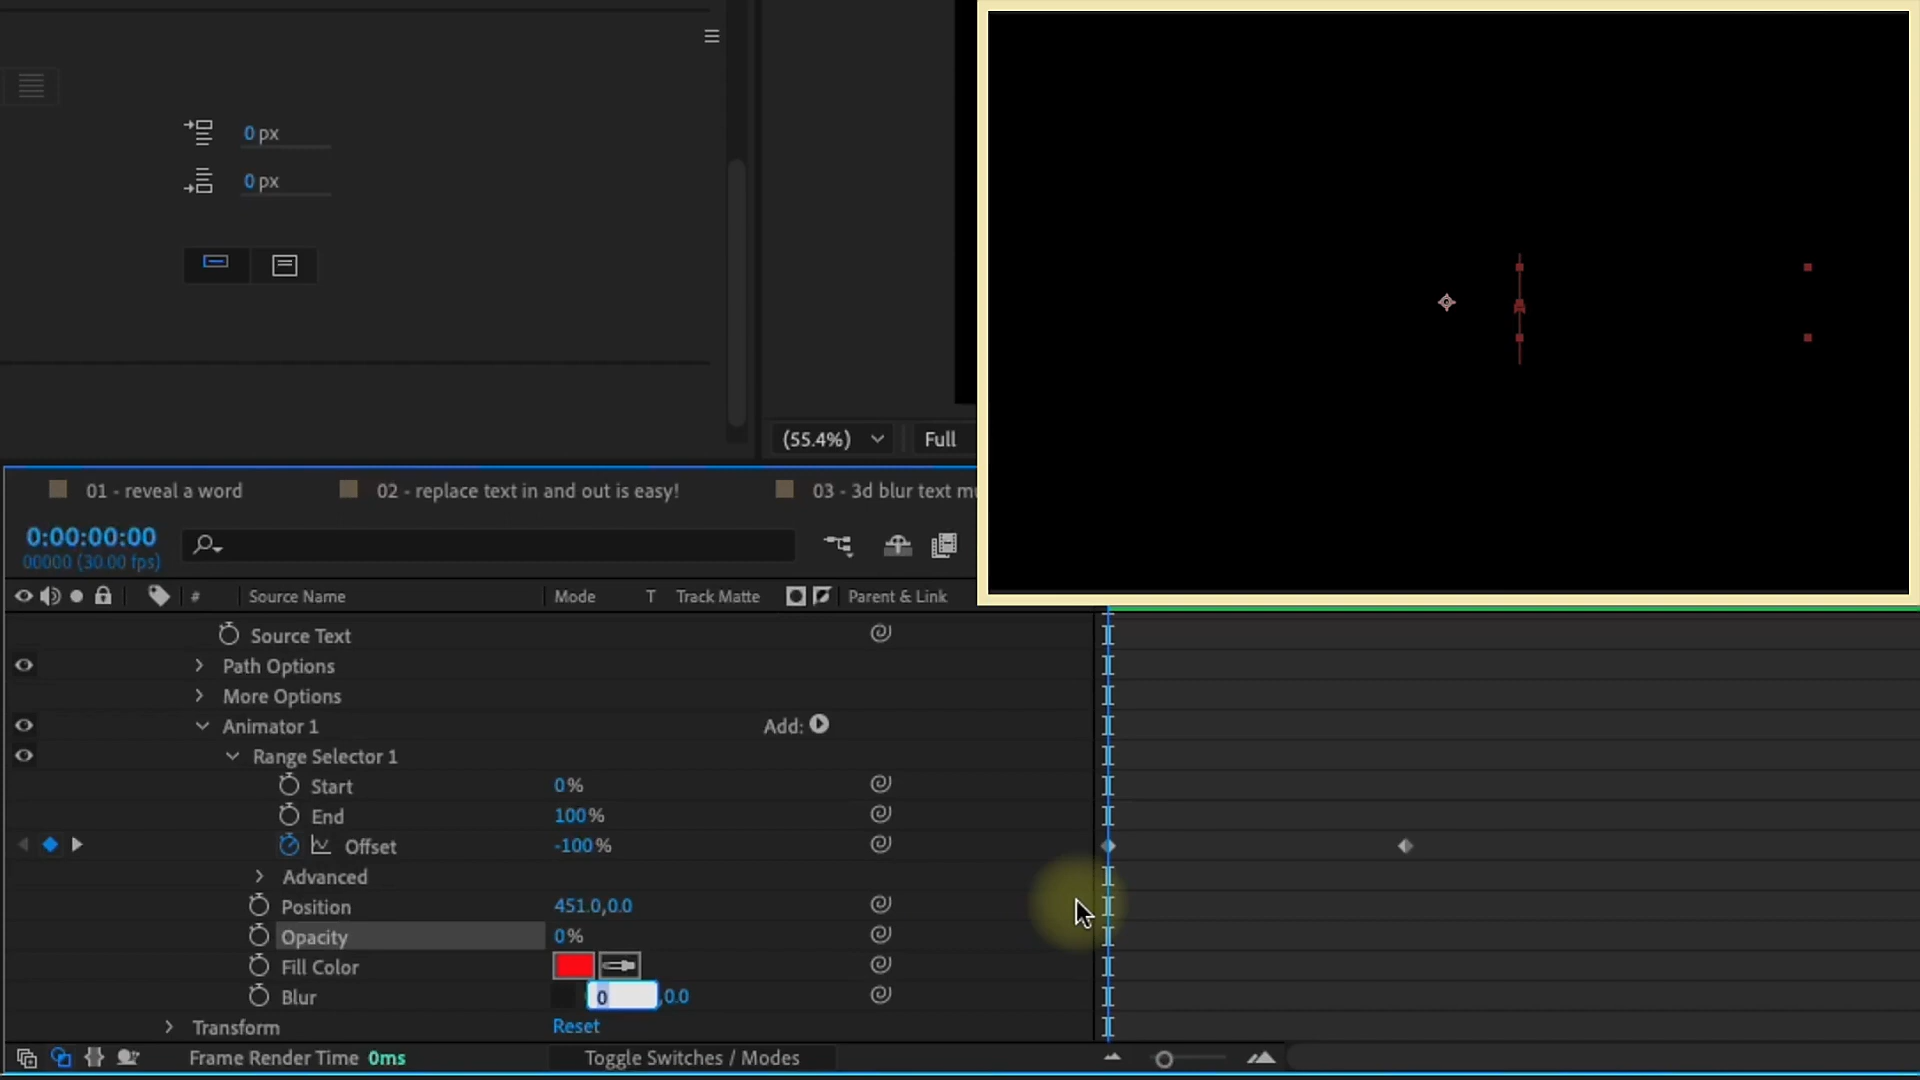 0 px
0 px
(55.4%) Full
01 - reveal a word 02 - replace text in and out is easy! 03 - 3d blur text
0:00:00:00
00000 (30.00 fps)
# Source Name Mode T Track Matte Parent & Link
Source Text
Path Options
More Options
Animator 1 Add:
Range Selector 1
Start 0%
End 100%
Offset -100%
Advanced
Position 451.0,0.0
Opacity 0%
Fill Color
Blur 0 ,0.0
Transform Reset
Frame Render Time 0ms Toggle Switches / Modes